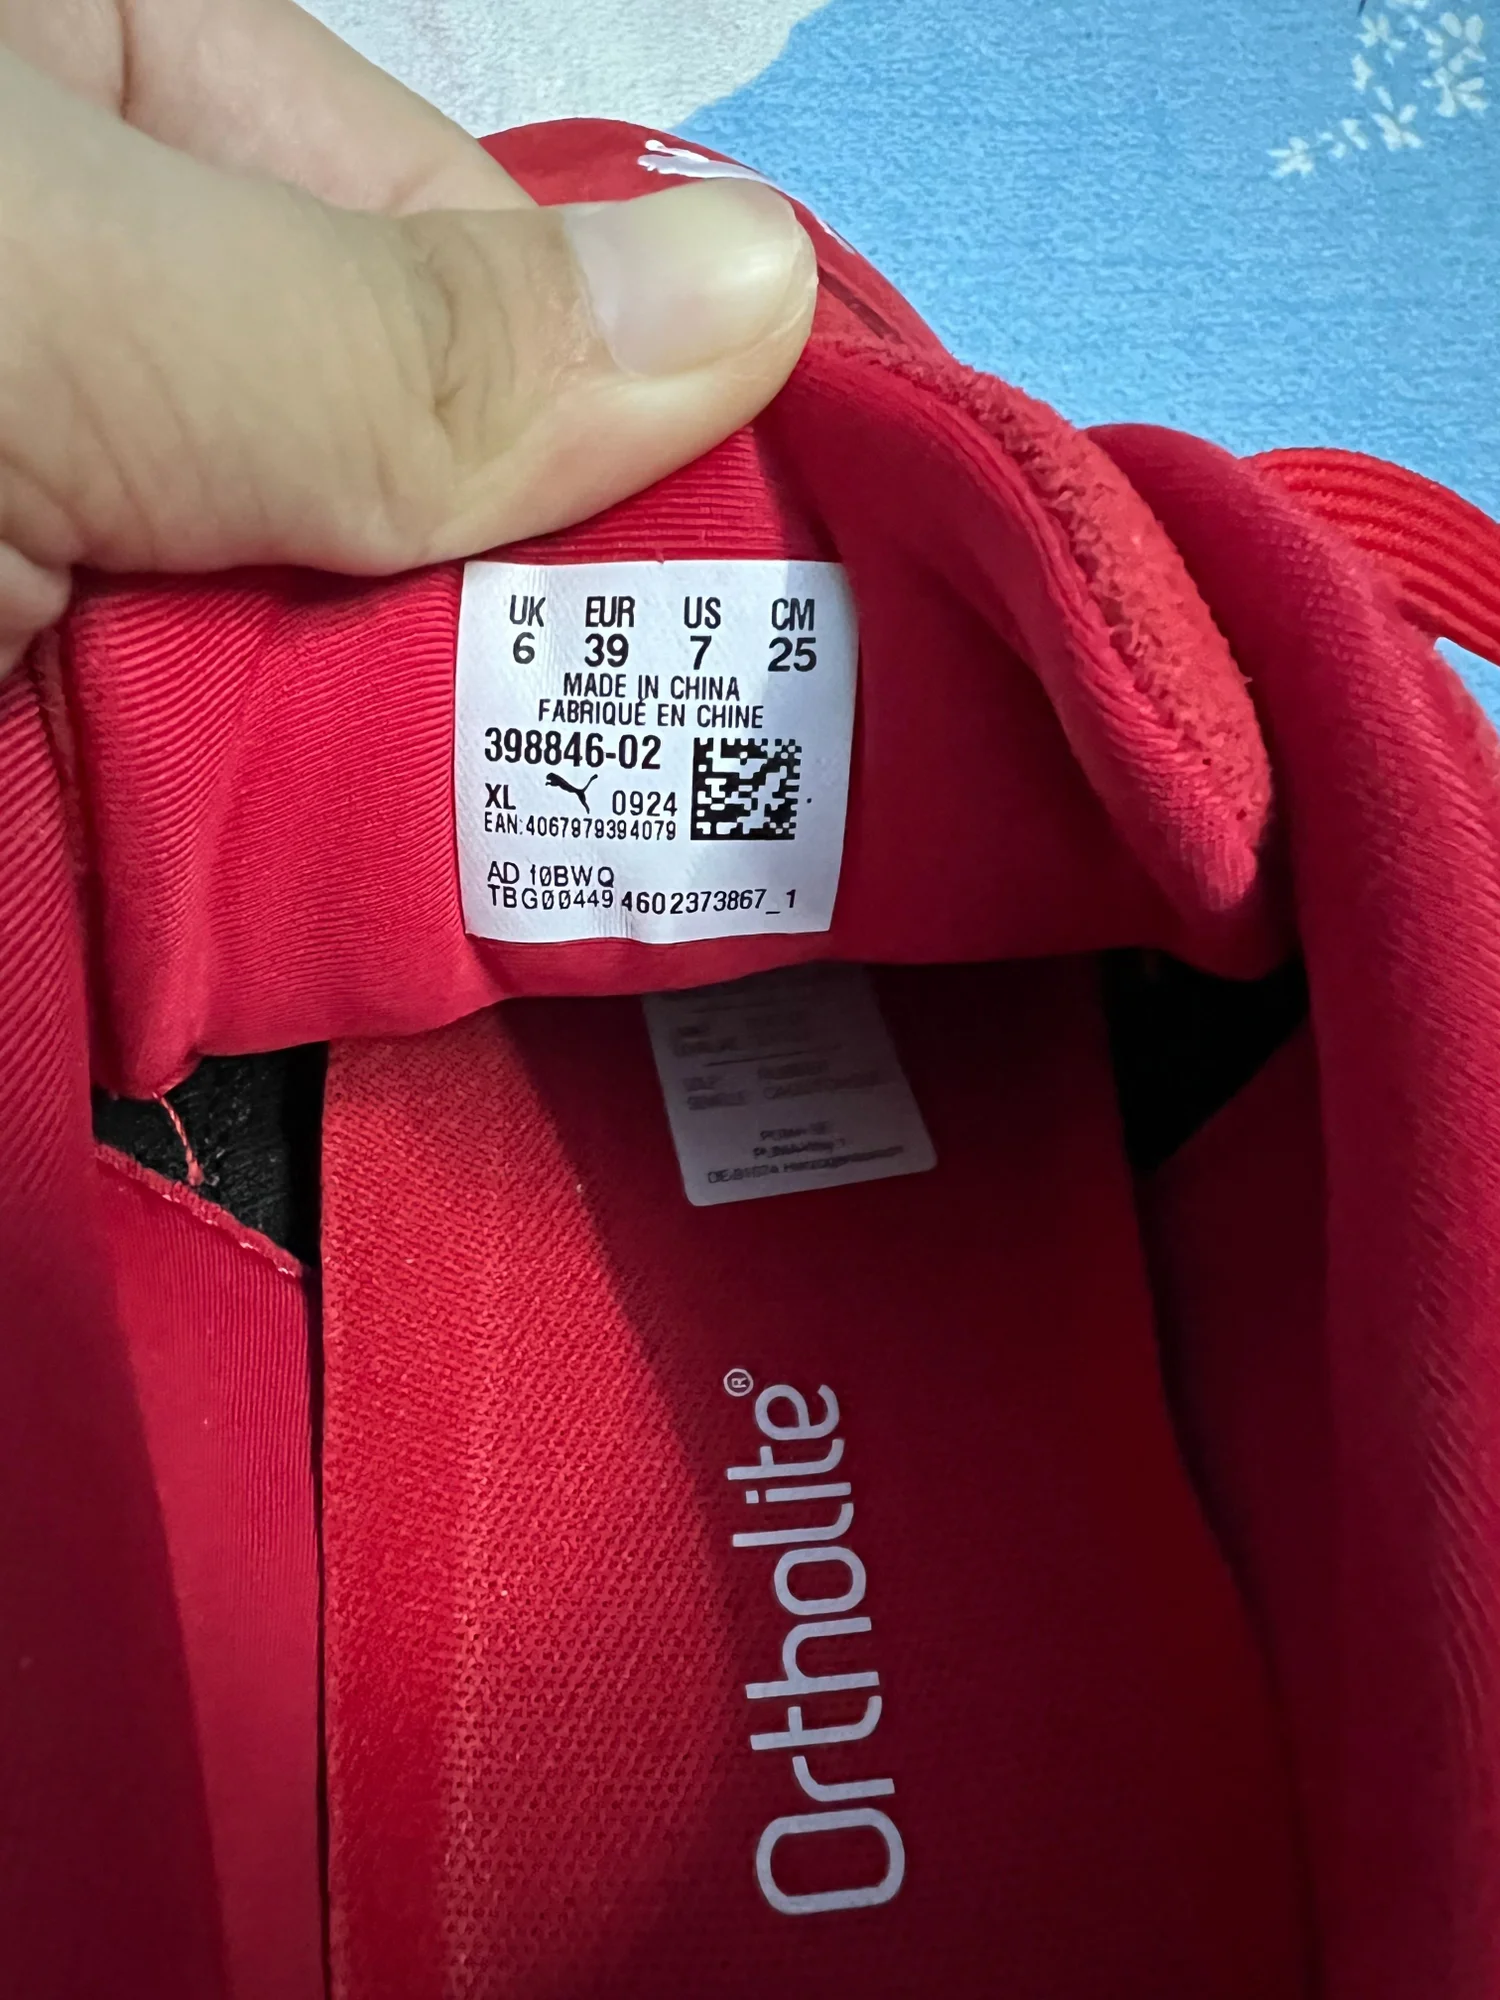 UK EUR US CM
6 39 7 25
MADE IN CHINA
FABRIQUÉ EN CHINE
398846-02
XL 0924
EAN:4067979394079
AD 10BWQ
TBG00449 4602373867_1
Ortholite®